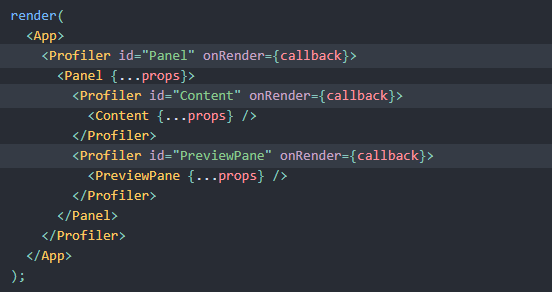 render(
  <App>
    <Profiler id="Panel" onRender={callback}>
      <Panel {...props}>
        <Profiler id="Content" onRender={callback}>
          <Content {...props} />
        </Profiler>
        <Profiler id="PreviewPane" onRender={callback}>
          <PreviewPane {...props} />
        </Profiler>
      </Panel>
    </Profiler>
  </App>
);